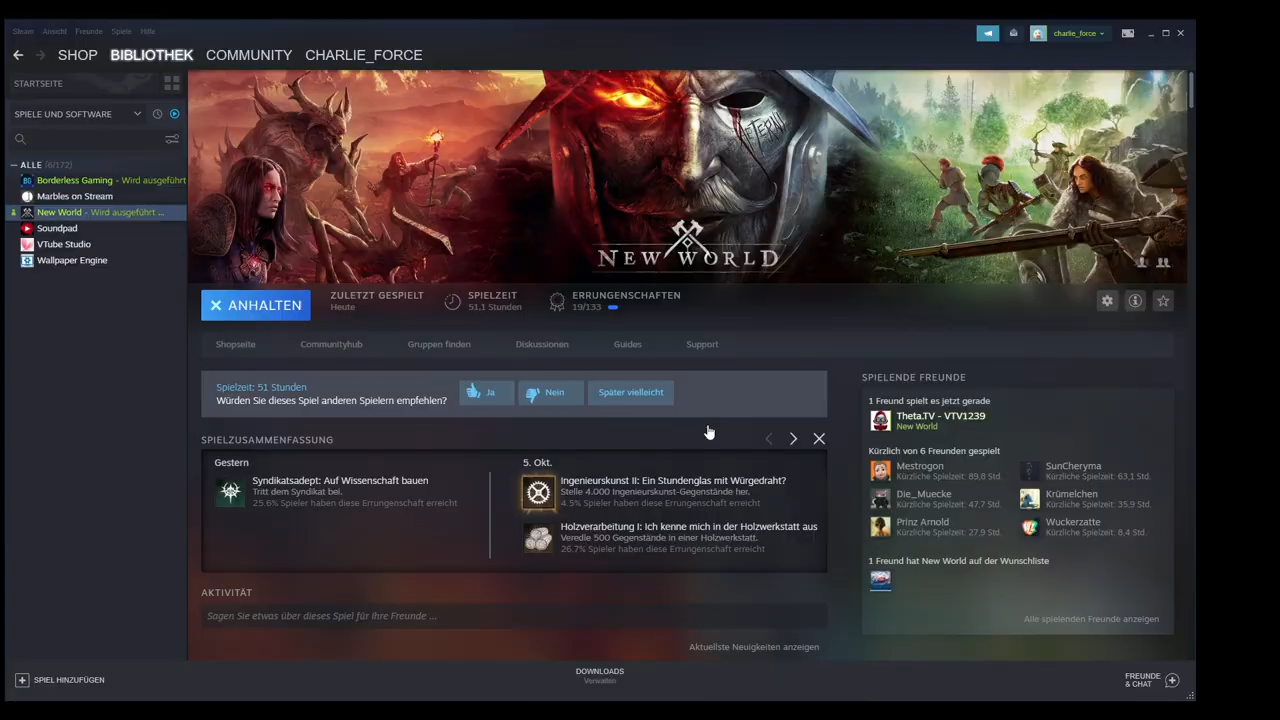 Steam Ansicht Freunde Spiele Hilfe
charlie_force
SHOP BIBLIOTHEK COMMUNITY CHARLIE_FORCE
STARTSEITE
SPIELE UND SOFTWARE
ALLE (6/172)
Borderless Gaming - Wird ausgeführt
Marbles on Stream
New World - Wird ausgeführt ...
Soundpad
VTube Studio
Wallpaper Engine
AETERNUM
NEW WORLD
ANHALTEN
ZULETZT GESPIELT
Heute
SPIELZEIT
51,1 Stunden
ERRUNGENSCHAFTEN
19/133
Shopseite Communityhub Gruppen finden Diskussionen Guides Support
Spielzeit: 51 Stunden
Würden Sie dieses Spiel anderen Spielern empfehlen?
Ja Nein Später vielleicht
SPIELZUSAMMENFASSUNG
Gestern
Syndikatsadept: Auf Wissenschaft bauen
Tritt dem Syndikat bei.
25.6% Spieler haben diese Errungenschaft erreicht
5. Okt.
Ingenieurskunst II: Ein Stundenglas mit Würgedraht?
Stelle 4.000 Ingenieurskunst-Gegenstände her.
4.5% Spieler haben diese Errungenschaft erreicht
Holzverarbeitung I: Ich kenne mich in der Holzwerkstatt aus
Veredle 500 Gegenstände in einer Holzwerkstatt.
26.7% Spieler haben diese Errungenschaft erreicht
AKTIVITÄT
Sagen Sie etwas über dieses Spiel für Ihre Freunde ...
Aktuellste Neuigkeiten anzeigen
SPIELENDE FREUNDE
1 Freund spielt es jetzt gerade
Theta.TV - VTV1239
New World
Kürzlich von 6 Freunden gespielt
Mestrogon
Kürzliche Spielzeit: 89,8 Std.
SunCheryma
Kürzliche Spielzeit: 63,1 Std.
Die_Muecke
Kürzliche Spielzeit: 47,7 Std.
Krümelchen
Kürzliche Spielzeit: 35,9 Std.
Prinz Arnold
Kürzliche Spielzeit: 27,9 Std.
Wuckerzatte
Kürzliche Spielzeit: 8,4 Std.
1 Freund hat New World auf der Wunschliste
Alle spielenden Freunde anzeigen
SPIEL HINZUFÜGEN
DOWNLOADS
Verwalten
FREUNDE
& CHAT